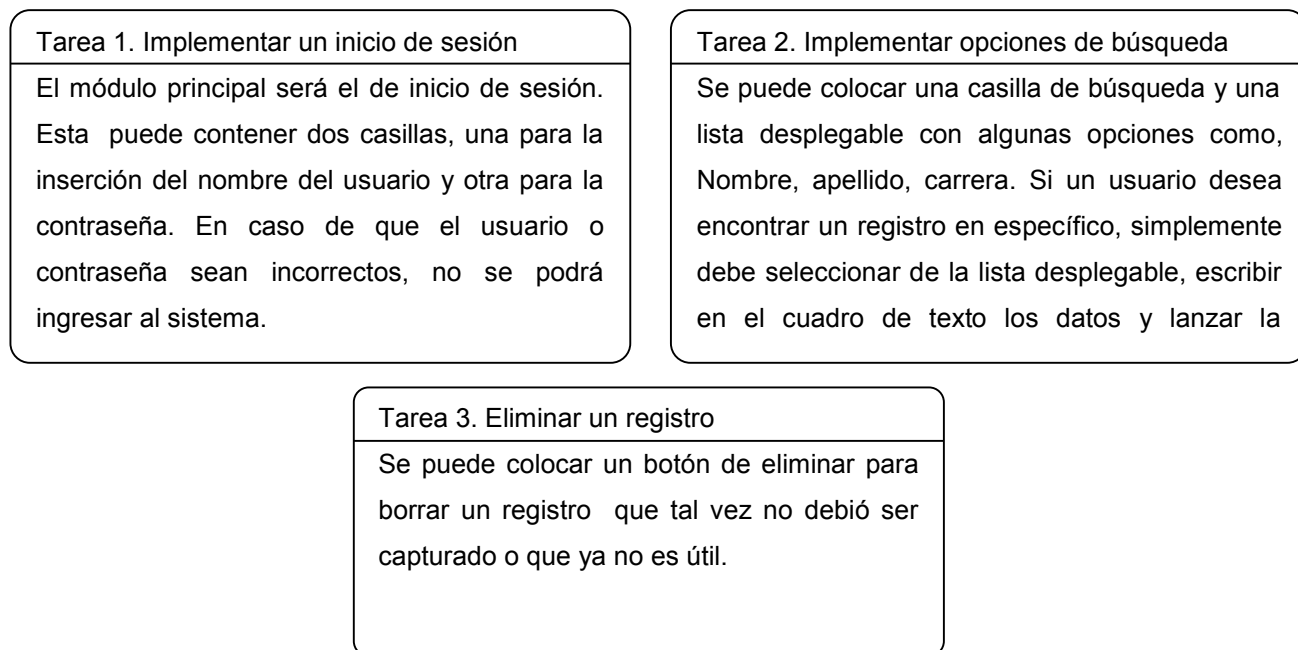 Tarea 1. Implementar un inicio de sesión
El módulo principal será el de inicio de sesión.
Esta puede contener dos casillas, una para la
inserción del nombre del usuario y otra para la
contraseña. En caso de que el usuario o
contraseña sean incorrectos, no se podrá
ingresar al sistema.
Tarea 2. Implementar opciones de búsqueda
Se puede colocar una casilla de búsqueda y una
lista desplegable con algunas opciones como,
Nombre, apellido, carrera. Si un usuario desea
encontrar un registro en específico, simplemente
debe seleccionar de la lista desplegable, escribir
en el cuadro de texto los datos y lanzar la
Tarea 3. Eliminar un registro
Se puede colocar un botón de eliminar para
borrar un registro que tal vez no debió ser
capturado o que ya no es útil.